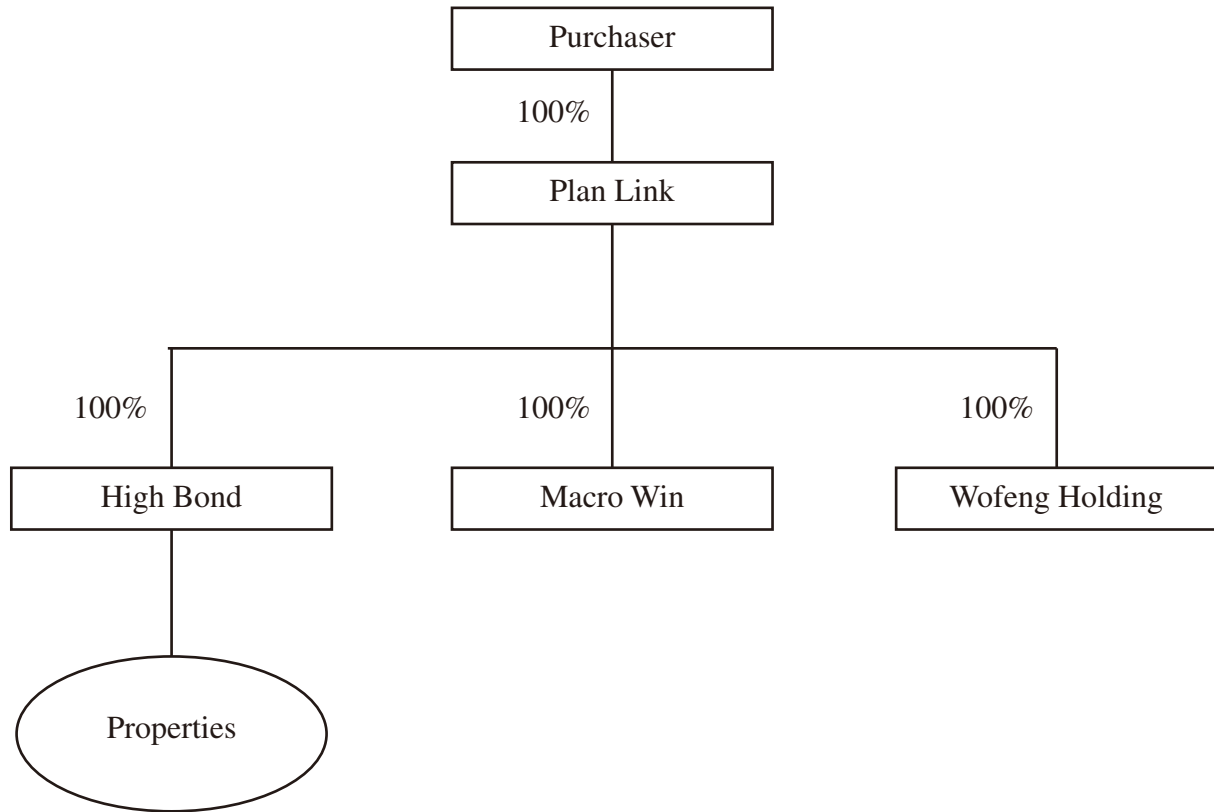 Purchaser
100%
Plan Link
100%
100%
100%
High Bond
Macro Win
Wofeng Holding
Properties